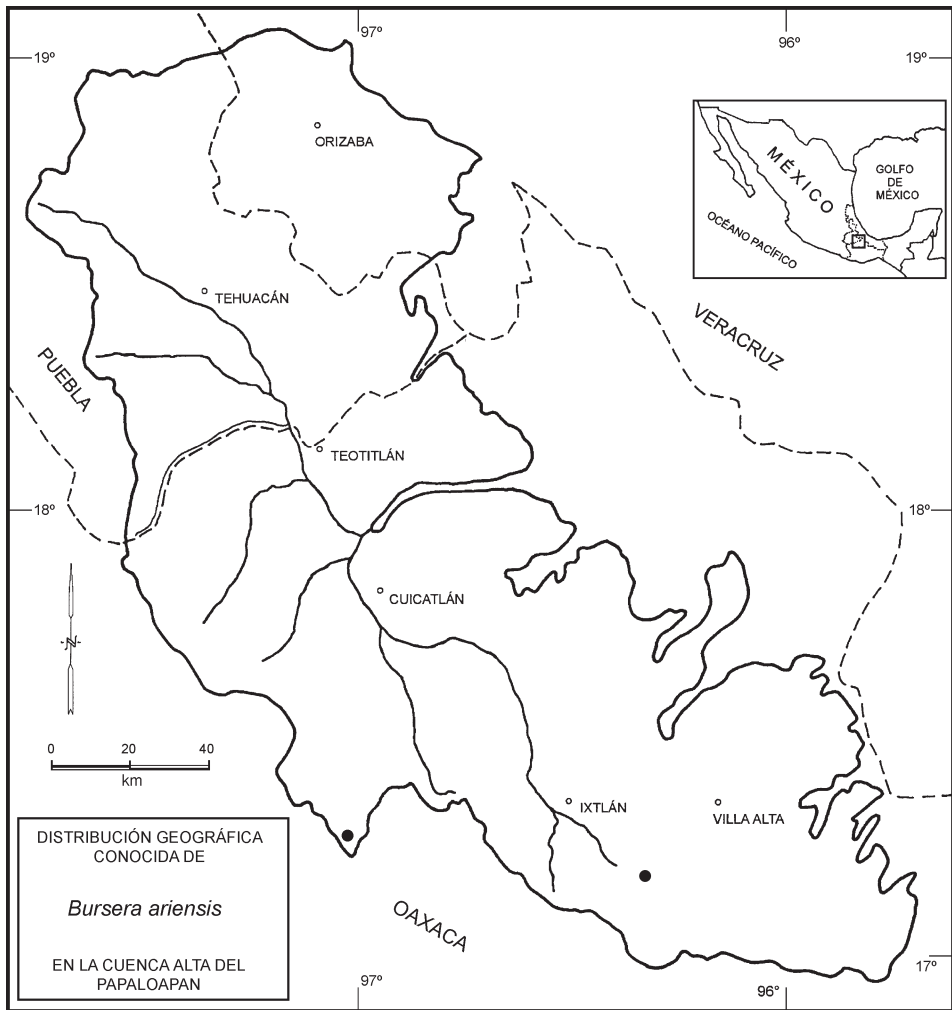 97º
96º
19º
19º
ORIZABA
MÉXICO
GOLFO
DE
MÉXICO
OCÉANO PACÍFICO
TEHUACÁN
VERACRUZ
PUEBLA
TEOTITLÁN
18º
18º
CUICATLÁN
N
0 20 40
km
IXTLÁN
VILLA ALTA
DISTRIBUCIÓN GEOGRÁFICA
CONOCIDA DE
Bursera ariensis
EN LA CUENCA ALTA DEL
PAPALOAPAN
OAXACA
17º
97º
96º